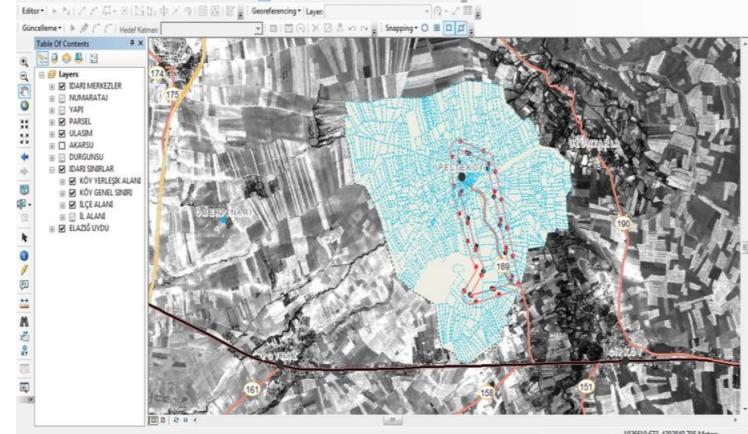 Editor
Georeferencing Layer:
Güncelleme Hedef Katman: Snapping
Table Of Contents
Layers
IDARI MERKEZLER
NUMARATAJ
YAPI
PARSEL
ULASIM
AKARSU
DURGUNSU
IDARI SINIRLAR
KÖY YERLEŞİK ALANI
KÖY GENEL SINIRI
İLÇE ALANI
İL ALANI
ELAZIĞ UYDU
174
175
190
189
161
158
151